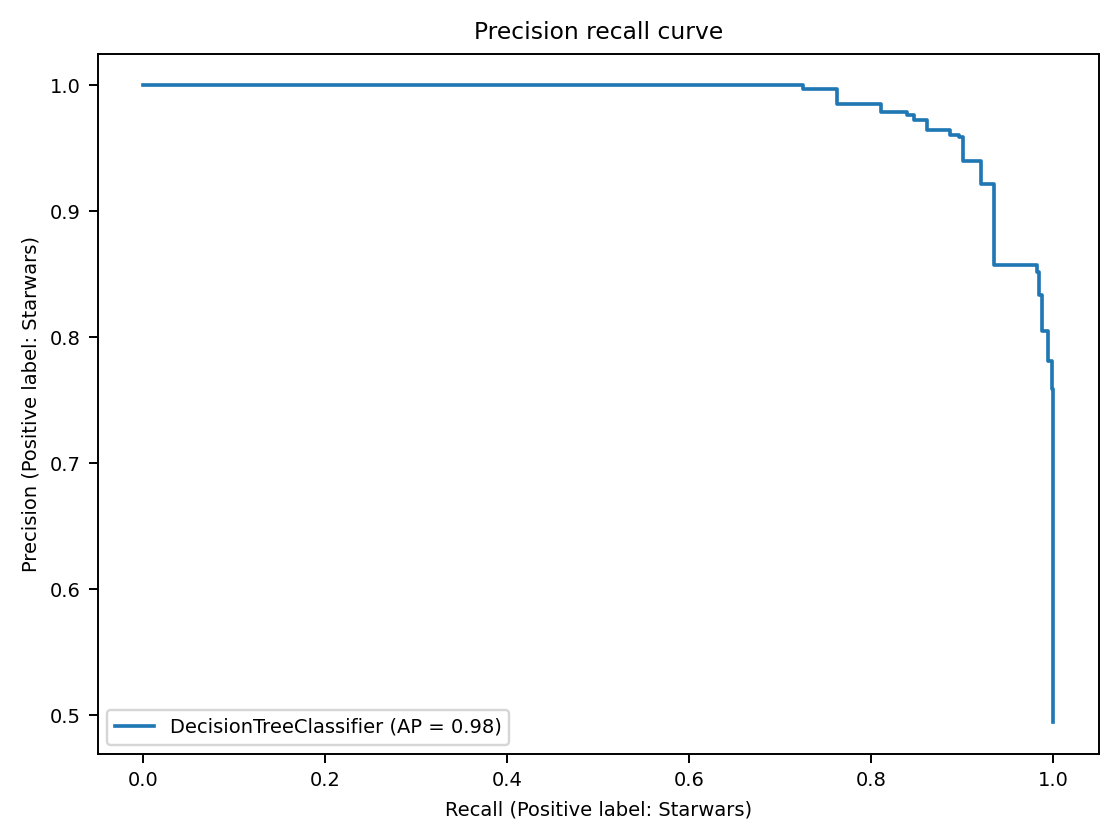 Precision recall curve
1.0
0.9
0.8
0.7
0.6
0.5
Precision (Positive label: Starwars)
DecisionTreeClassifier (AP = 0.98)
0.0 0.2 0.4 0.6 0.8 1.0
Recall (Positive label: Starwars)